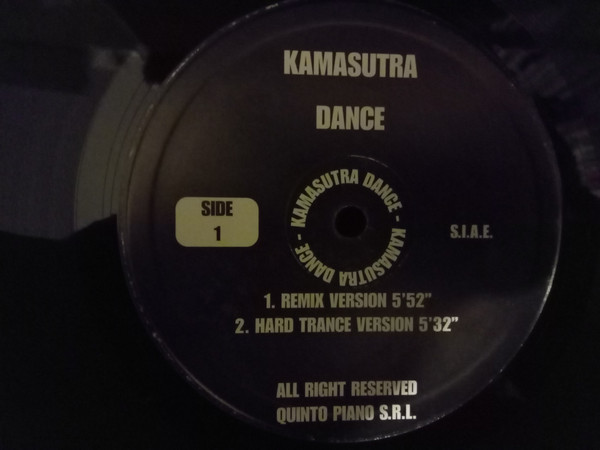 KAMASUTRA
DANCE
KAMASUTRA DANCE - KAMASUTRA DANCE -
SIDE
1
S.I.A.E.
1. REMIX VERSION 5'52"
2. HARD TRANCE VERSION 5'32"
ALL RIGHT RESERVED
QUINTO PIANO S.R.L.